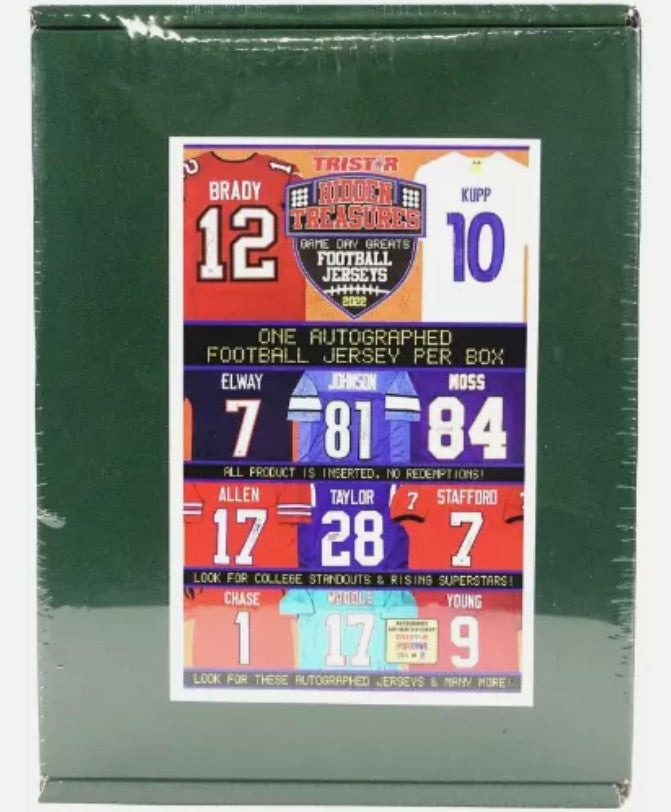 TRISTAR
BRADY
12
HIDDEN
TREASURES
GAME DAY GREATS
FOOTBALL
JERSEYS
2022
KUPP
10
ONE AUTOGRAPHED
FOOTBALL JERSEY PER BOX
ELWAY
7
JOHNSON
81
MOSS
84
ALL PRODUCT IS INSERTED, NO REDEMPTIONS!
ALLEN
17
TAYLOR
28
7 STAFFORD
7
LOOK FOR COLLEGE STANDOUTS & RISING SUPERSTARS!
CHASE
1
WADDLE
17
YOUNG
9
LOOK FOR THESE AUTOGRAPHED JERSEYS & MANY MORE!